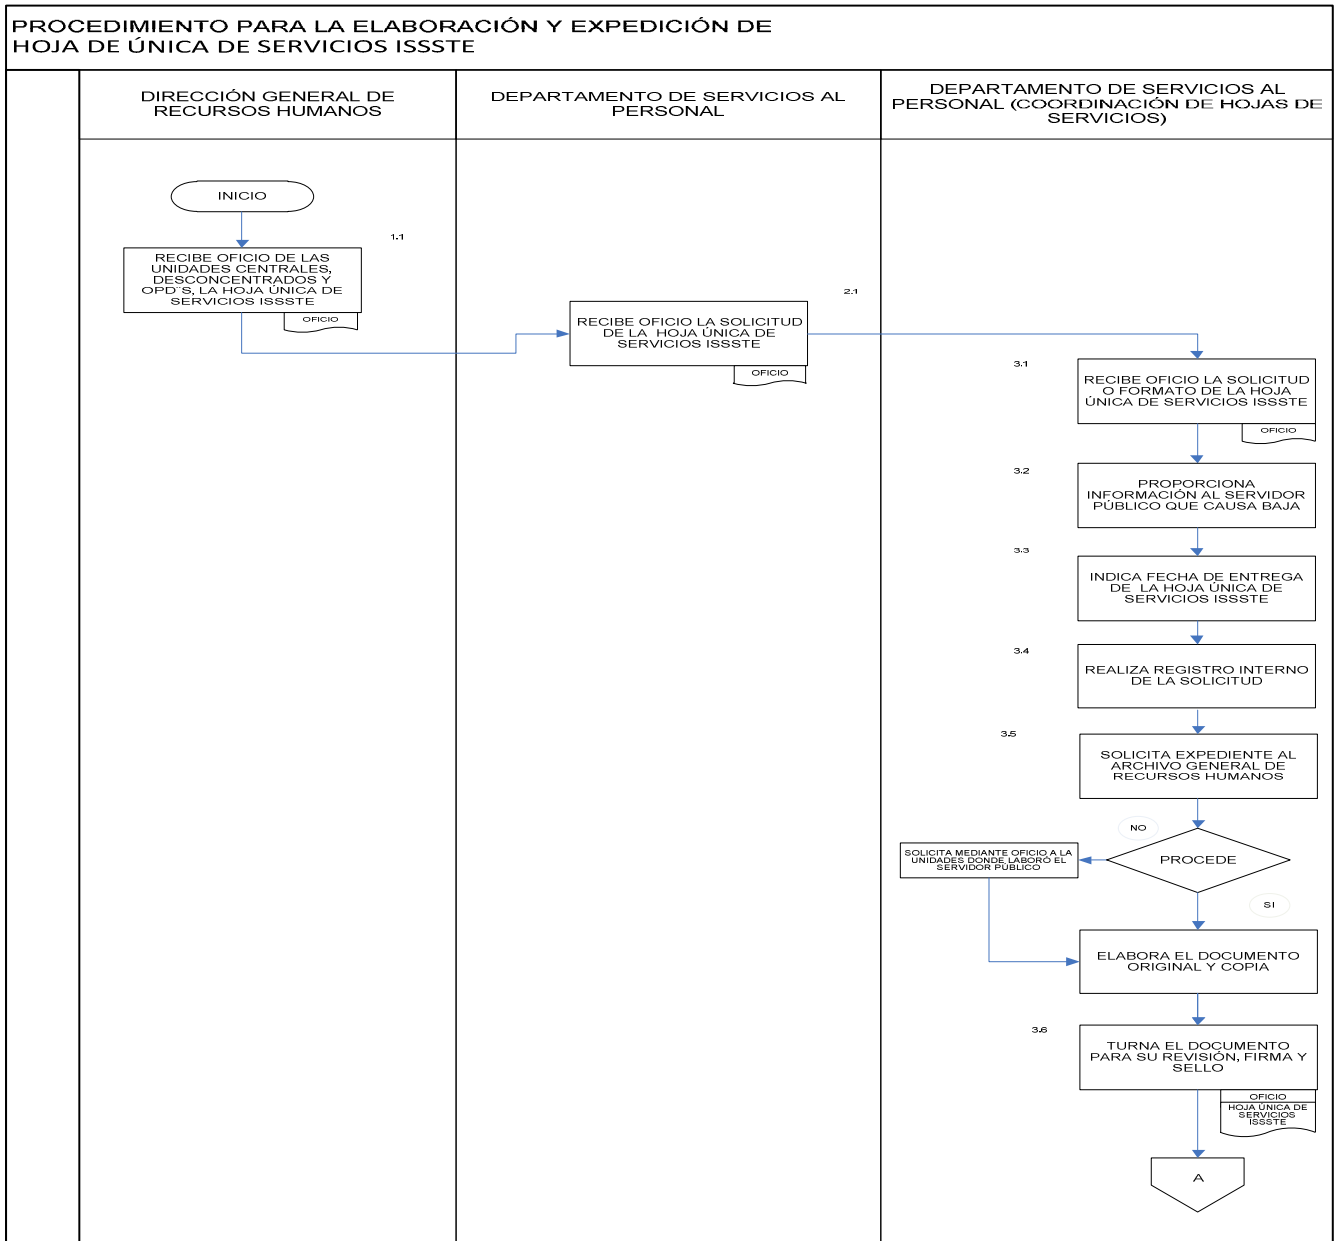 PROCEDIMIENTO PARA LA ELABORACIÓN Y EXPEDICIÓN DE
HOJA DE ÚNICA DE SERVICIOS ISSSTE
DIRECCIÓN GENERAL DE
RECURSOS HUMANOS
DEPARTAMENTO DE SERVICIOS AL
PERSONAL
DEPARTAMENTO DE SERVICIOS AL
PERSONAL (COORDINACIÓN DE HOJAS DE
SERVICIOS)
INICIO
1.1
RECIBE OFICIO DE LAS
UNIDADES CENTRALES,
DESCONCENTRADOS Y
OPD¨S, LA HOJA ÚNICA DE
SERVICIOS ISSSTE
OFICIO
2.1
RECIBE OFICIO LA SOLICITUD
DE LA HOJA ÚNICA DE
SERVICIOS ISSSTE
OFICIO
3.1
RECIBE OFICIO LA SOLICITUD
O FORMATO DE LA HOJA
ÚNICA DE SERVICIOS ISSSTE
OFICIO
3.2
PROPORCIONA
INFORMACIÓN AL SERVIDOR
PÚBLICO QUE CAUSA BAJA
3.3
INDICA FECHA DE ENTREGA
DE LA HOJA ÚNICA DE
SERVICIOS ISSSTE
3.4
REALIZA REGISTRO INTERNO
DE LA SOLICITUD
3.5
SOLICITA EXPEDIENTE AL
ARCHIVO GENERAL DE
RECURSOS HUMANOS
NO
PROCEDE
SOLICITA MEDIANTE OFICIO A LA
UNIDADES DONDE LABORÓ EL
SERVIDOR PÚBLICO
SI
ELABORA EL DOCUMENTO
ORIGINAL Y COPIA
3.6
TURNA EL DOCUMENTO
PARA SU REVISIÓN, FIRMA Y
SELLO
OFICIO
HOJA ÚNICA DE
SERVICIOS
ISSSTE
A